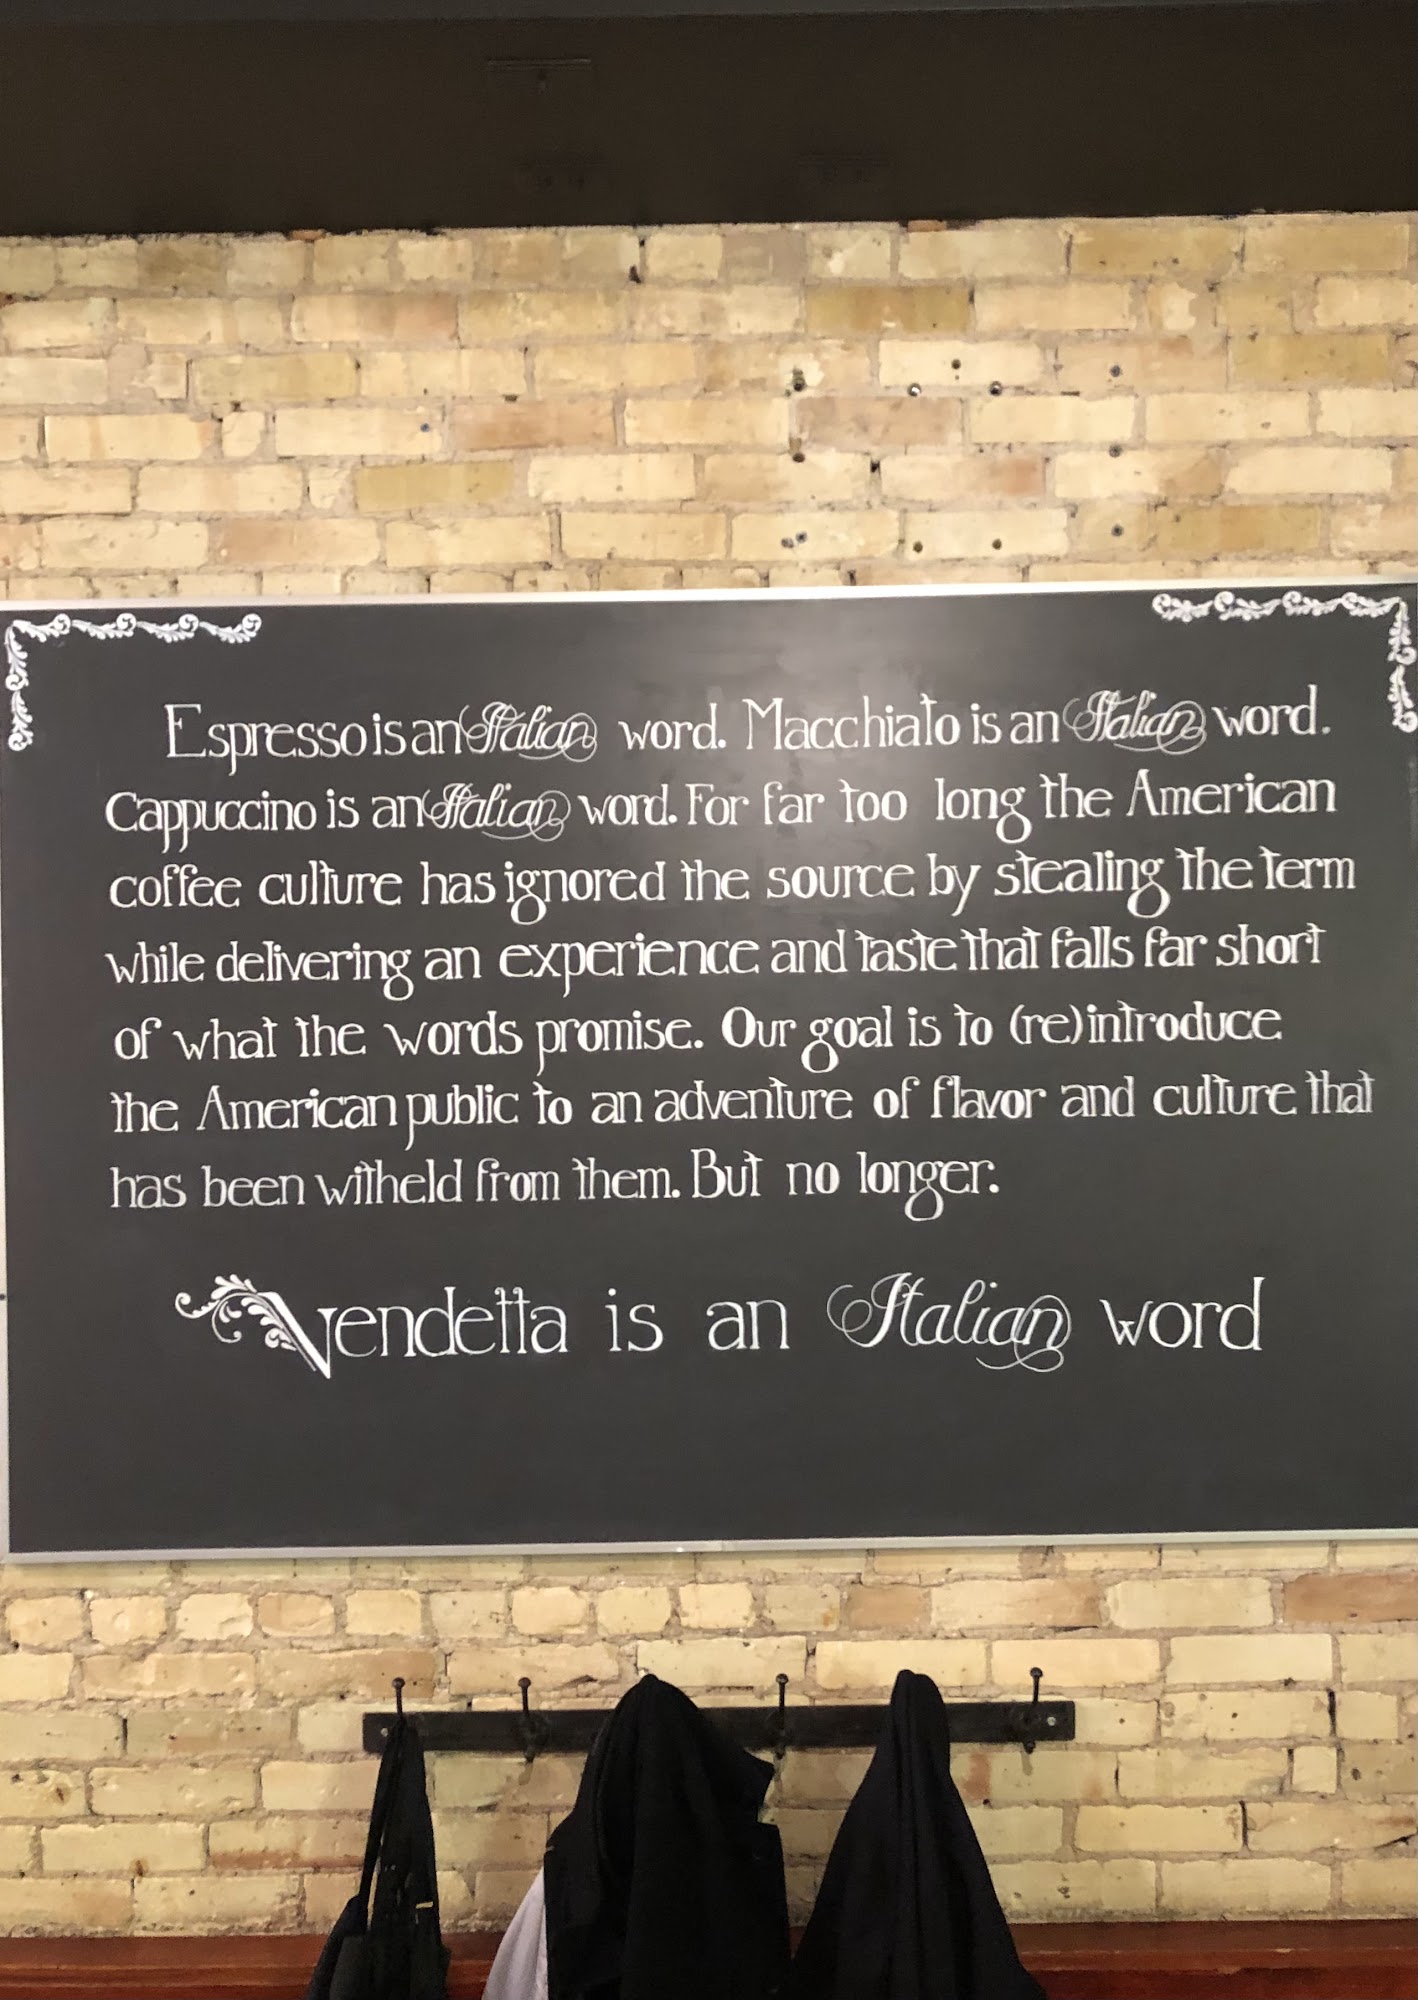 Espresso is an Italian word. Macchiato is an Italian word.
Cappuccino is an Italian word. For far too long the American
coffee culture has ignored the source by stealing the term
while delivering an experience and taste that falls far short
of what the words promise. Our goal is to (re)introduce
the American public to an adventure of flavor and culture that
has been witheld from them. But no longer.
Vendetta is an Italian word